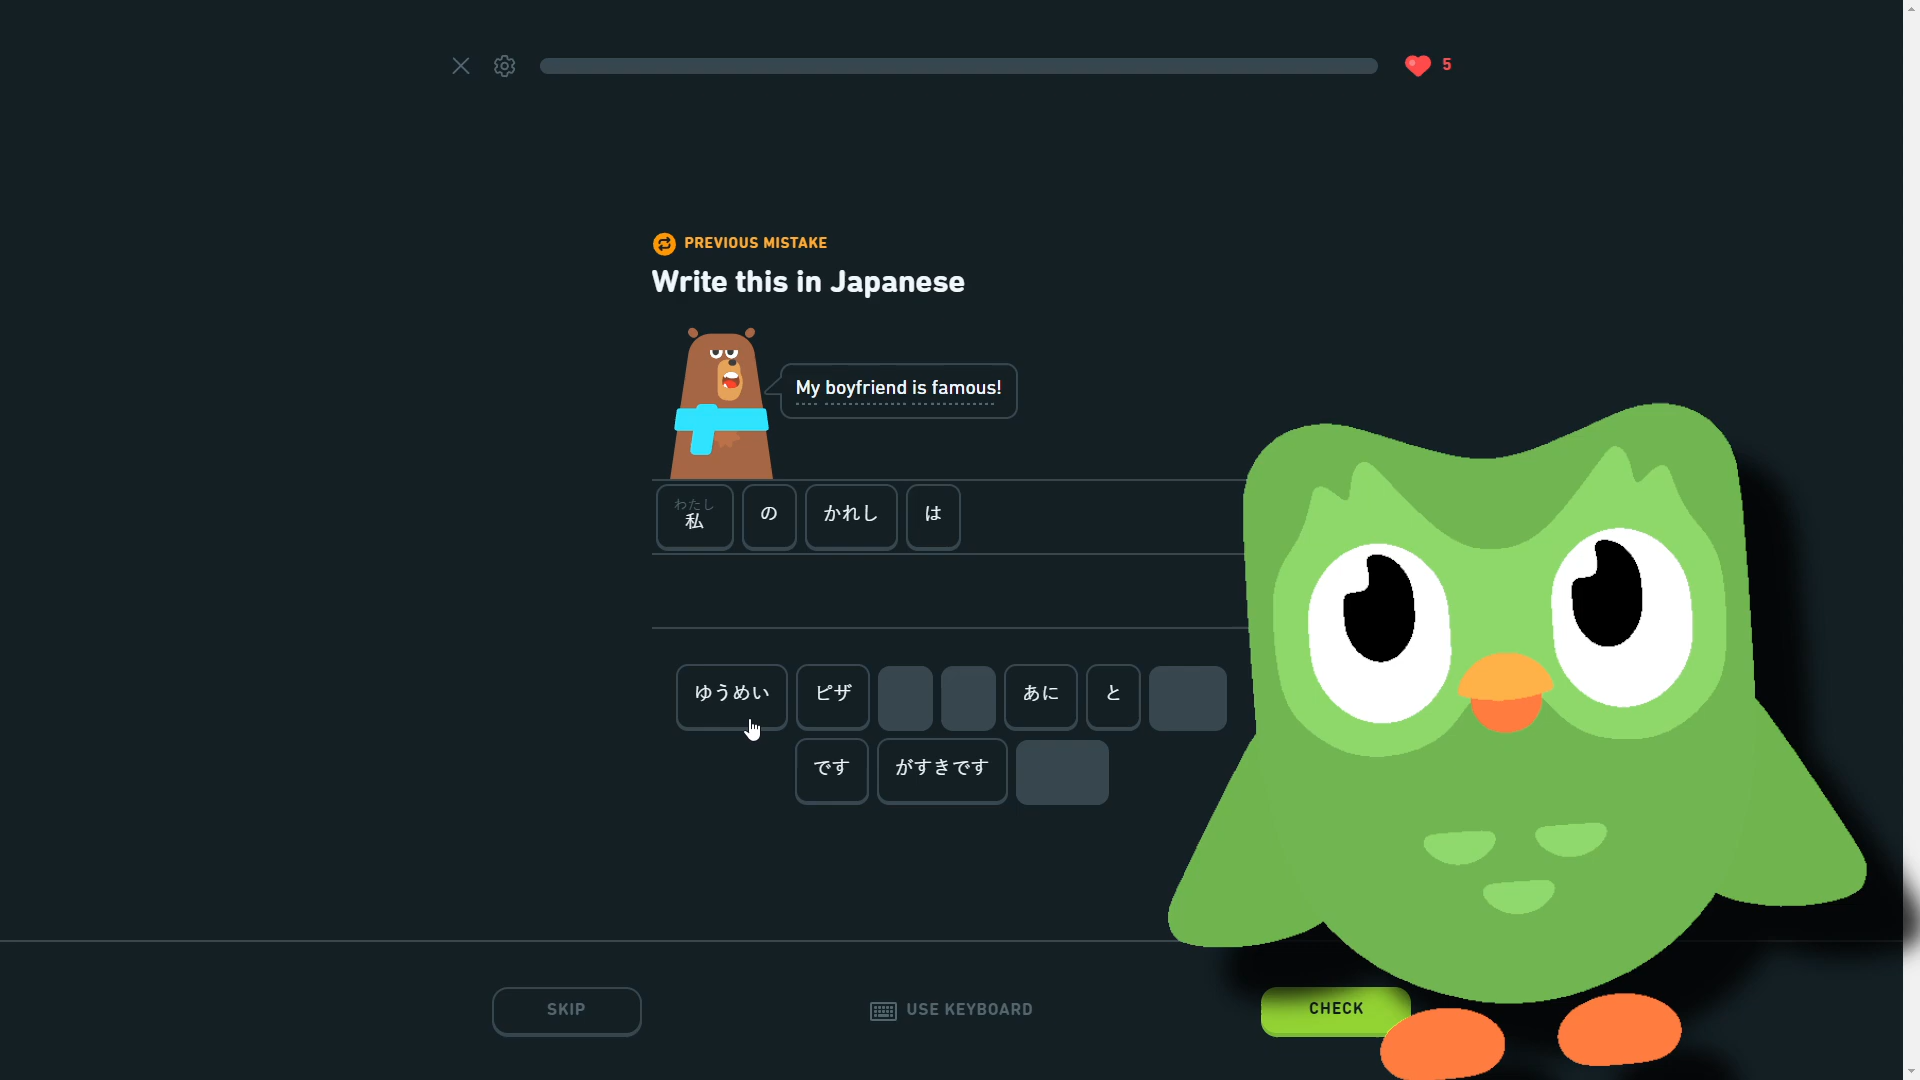 5
PREVIOUS MISTAKE
Write this in Japanese
My boyfriend is famous!
わたし
私 の かれし は
ゆうめい ピザ あに と
です がすきです
SKIP USE KEYBOARD CHECK